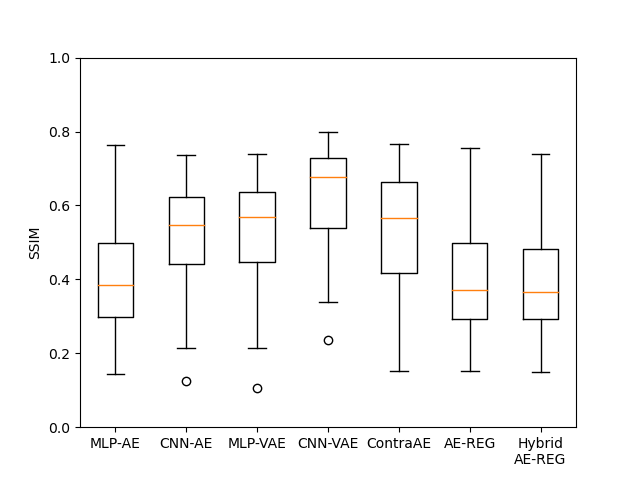 1.0
0.8
0.6
0.4
0.2
0.0
SSIM
MLP-AE
CNN-AE
MLP-VAE
CNN-VAE
ContraAE
AE-REG
Hybrid
AE-REG